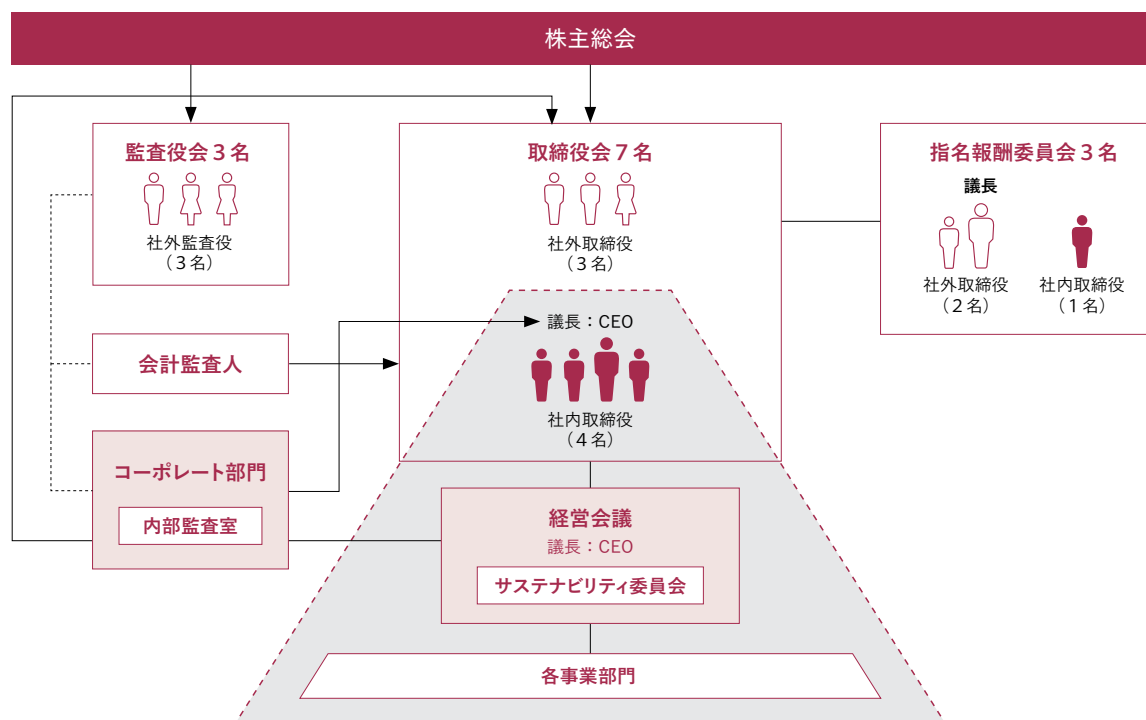 株主総会
監査役会3名
社外監査役
（3名）
取締役会7名
社外取締役
（3名）
指名報酬委員会3名
議長
社外取締役
（2名）
社内取締役
（1名）
議長：CEO
社内取締役
（4名）
会計監査人
コーポレート部門
内部監査室
経営会議
議長：CEO
サステナビリティ委員会
各事業部門